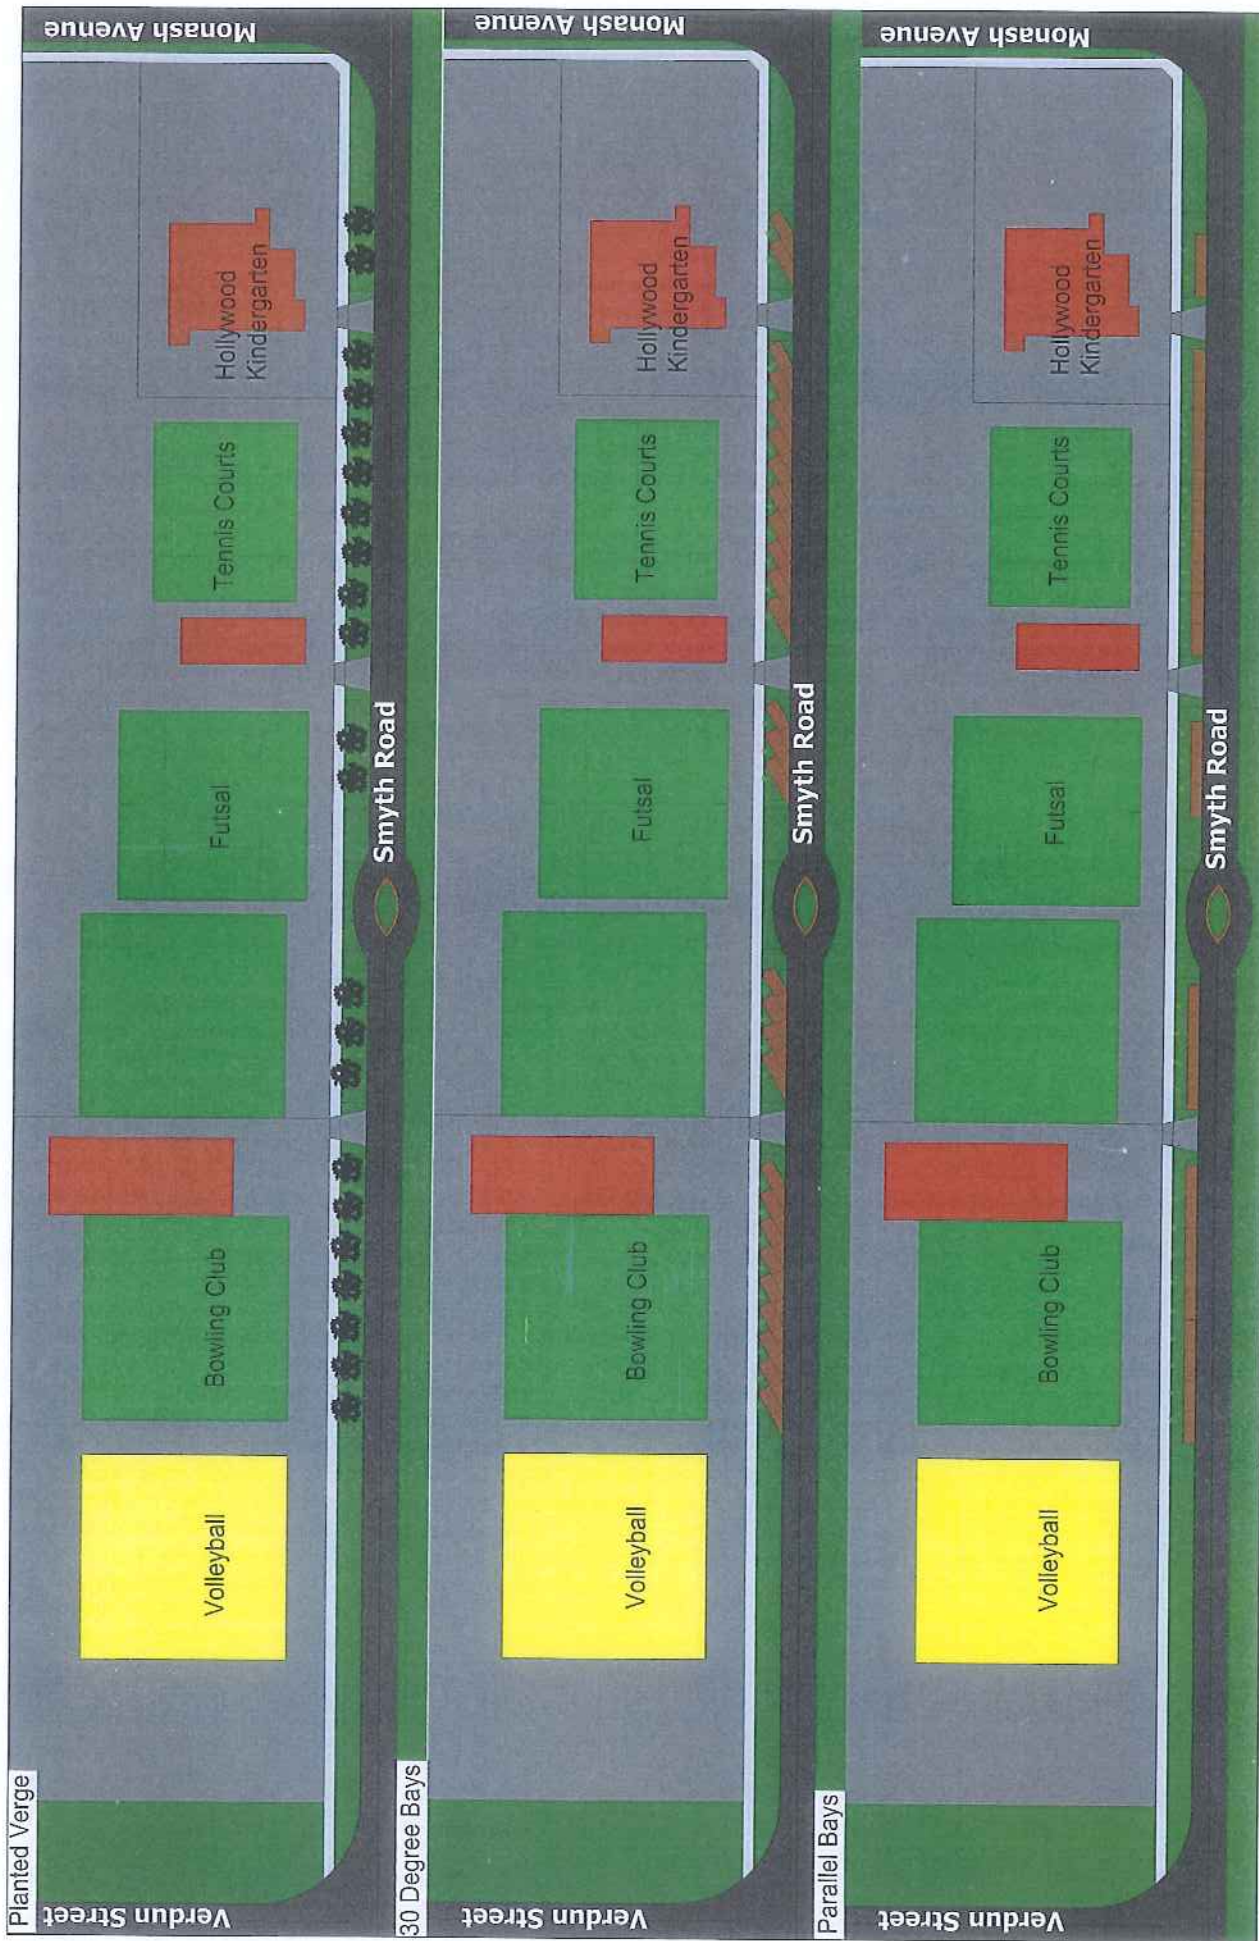 Planted Verge
Verdun Street
Volleyball
Bowling Club
Futsal
Tennis Courts
Hollywood
Kindergarten
Smyth Road
Monash Avenue
30 Degree Bays
Verdun Street
Volleyball
Bowling Club
Futsal
Tennis Courts
Hollywood
Kindergarten
Smyth Road
Monash Avenue
Parallel Bays
Verdun Street
Volleyball
Bowling Club
Futsal
Tennis Courts
Hollywood
Kindergarten
Smyth Road
Monash Avenue